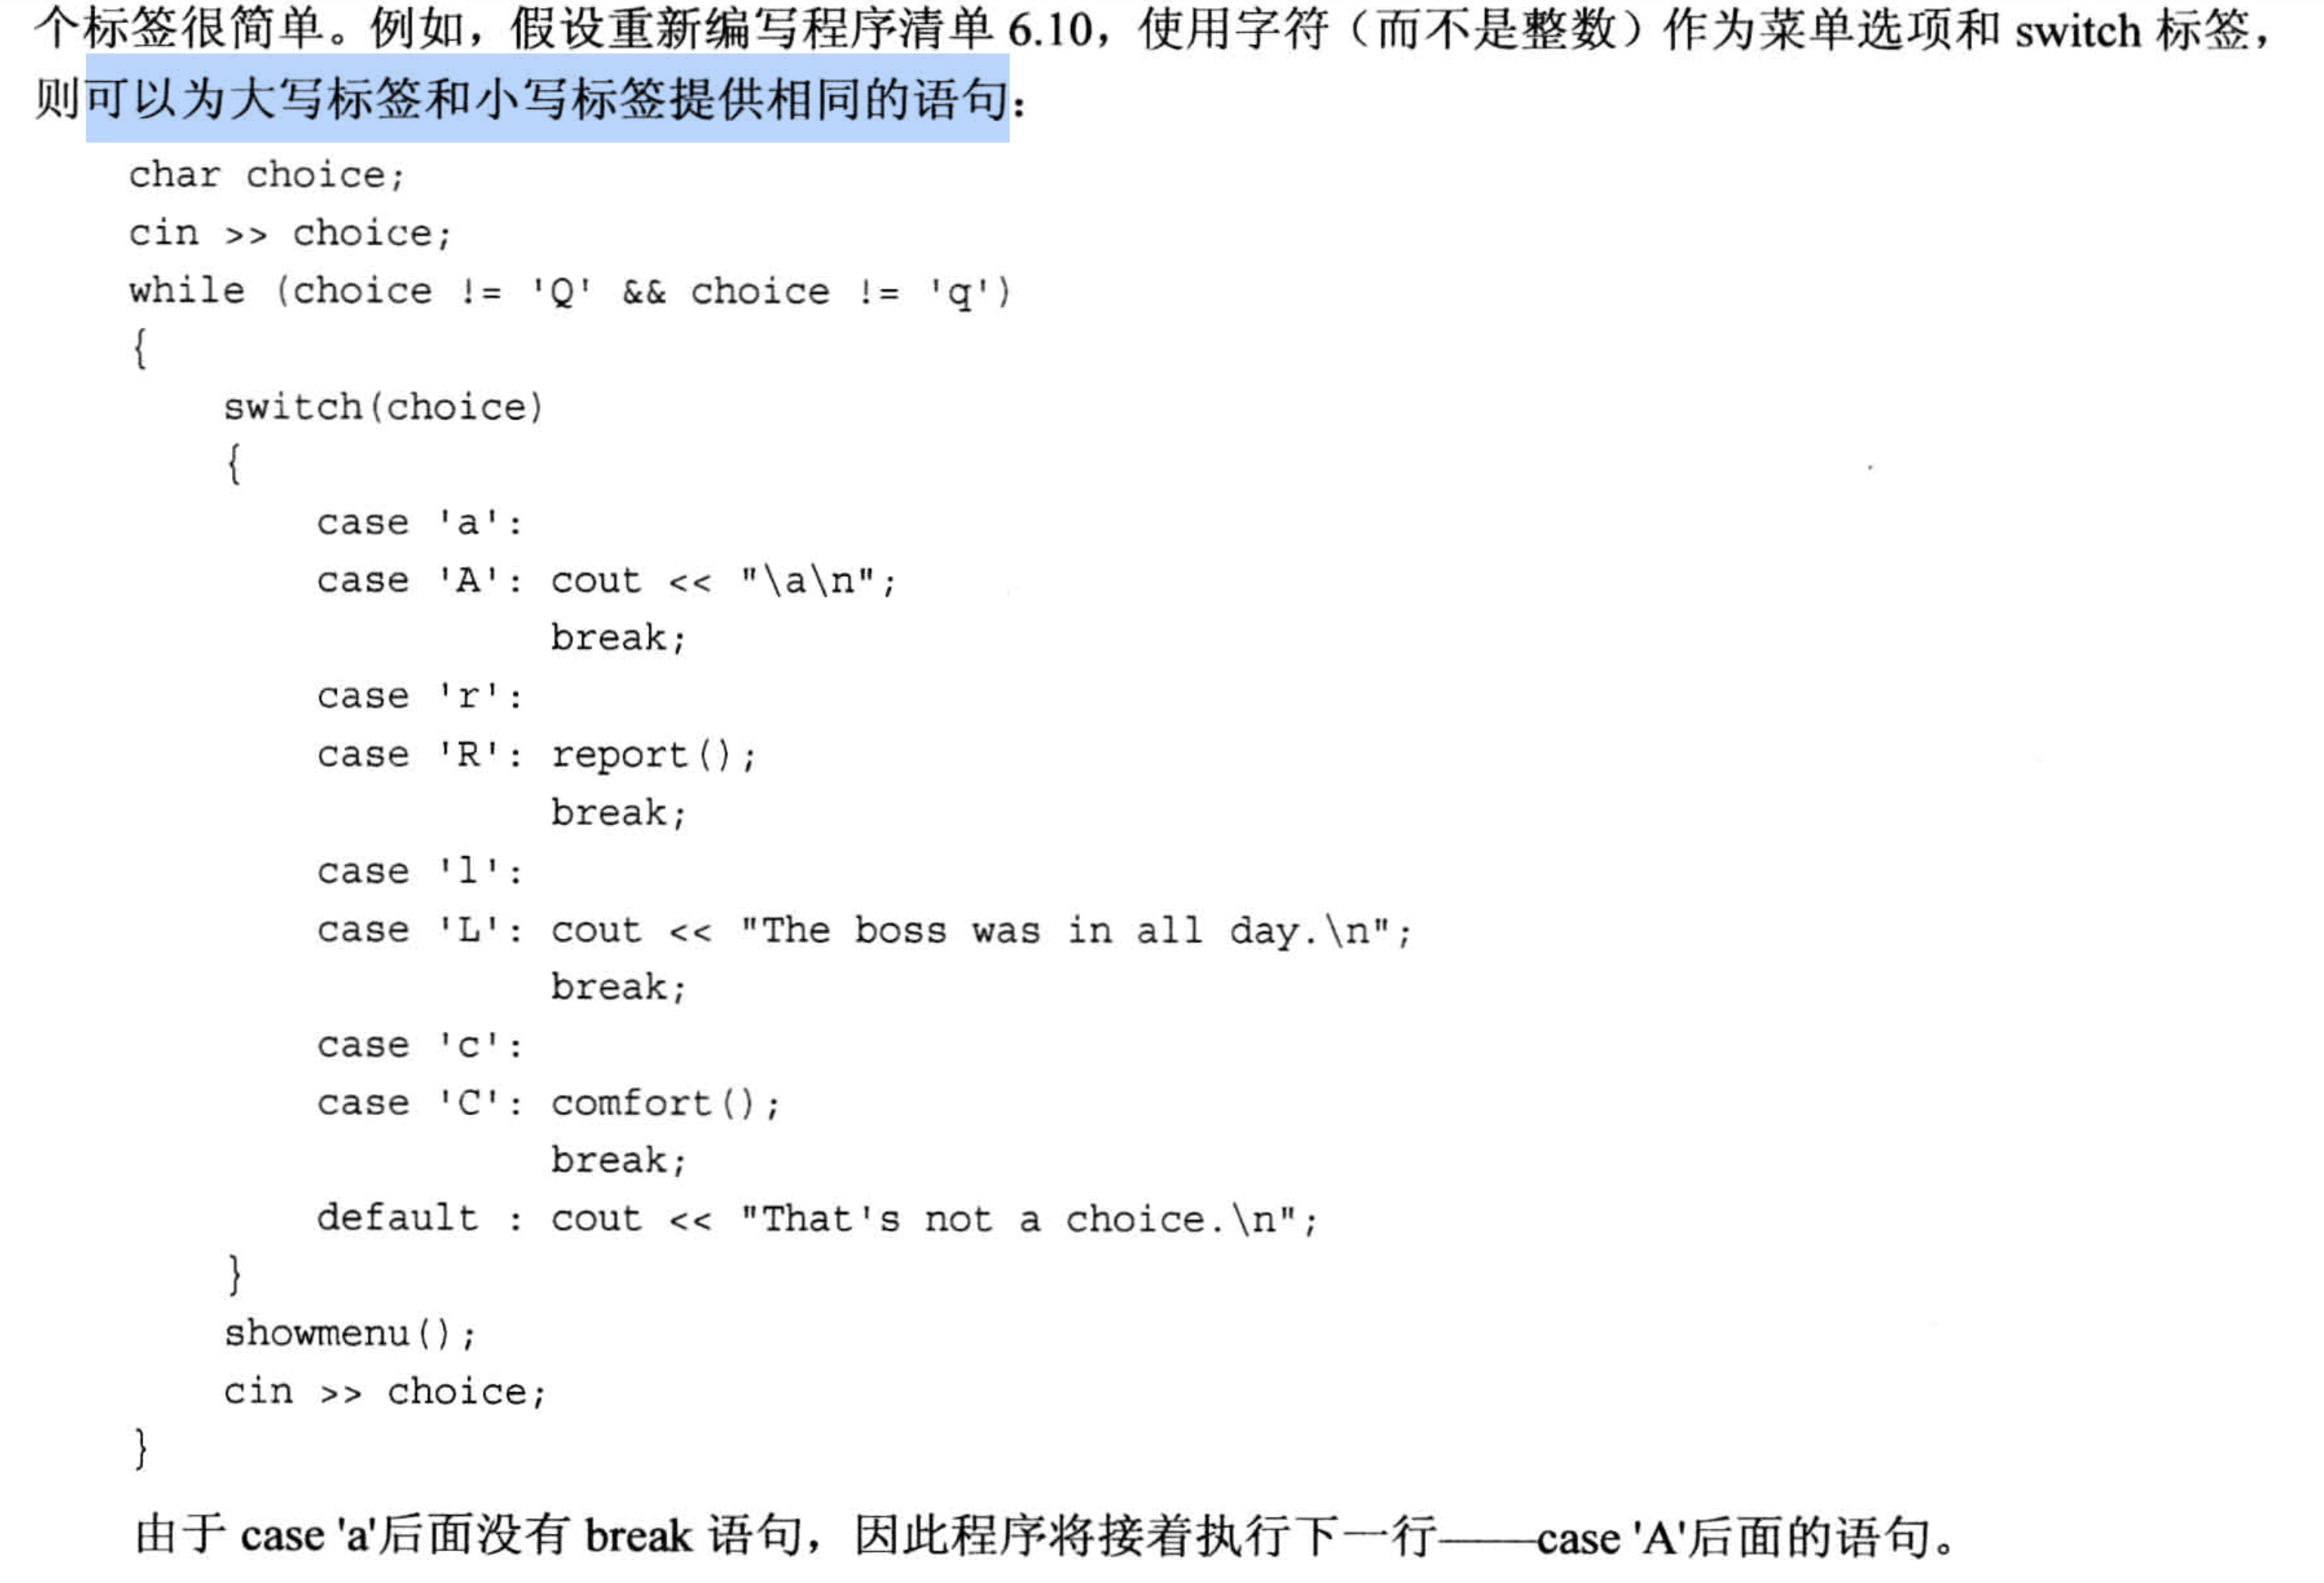 个标签很简单。例如，假设重新编写程序清单 6.10，使用字符（而不是整数）作为菜单选项和 switch 标签，
则可以为大写标签和小写标签提供相同的语句：
char choice;
cin >> choice;
while (choice != 'Q' && choice != 'q')
{
    switch(choice)
    {
        case 'a':
        case 'A': cout << "\a\n";
                  break;
        case 'r':
        case 'R': report();
                  break;
        case 'l':
        case 'L': cout << "The boss was in all day.\n";
                  break;
        case 'c':
        case 'C': comfort();
                  break;
        default : cout << "That's not a choice.\n";
    }
    showmenu();
    cin >> choice;
}
由于 case 'a'后面没有 break 语句，因此程序将接着执行下一行——case 'A'后面的语句。